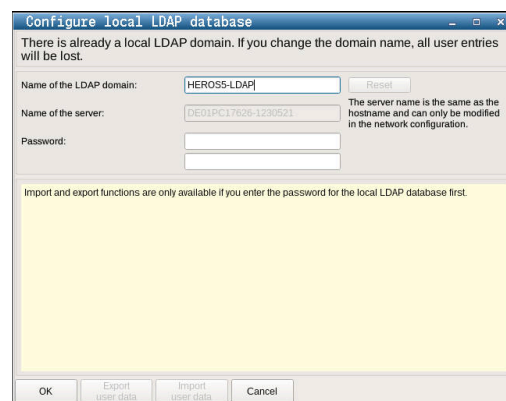 Configure local LDAP database
There is already a local LDAP domain. If you change the domain name, all user entries
will be lost.
Name of the LDAP domain:
HEROS5-LDAP
Reset
Name of the server:
DE01PC17626-1230521
The server name is the same as the
hostname and can only be modified
in the network configuration.
Password:
Import and export functions are only available if you enter the password for the local LDAP database first.
OK
Export
user data
Import
user data
Cancel